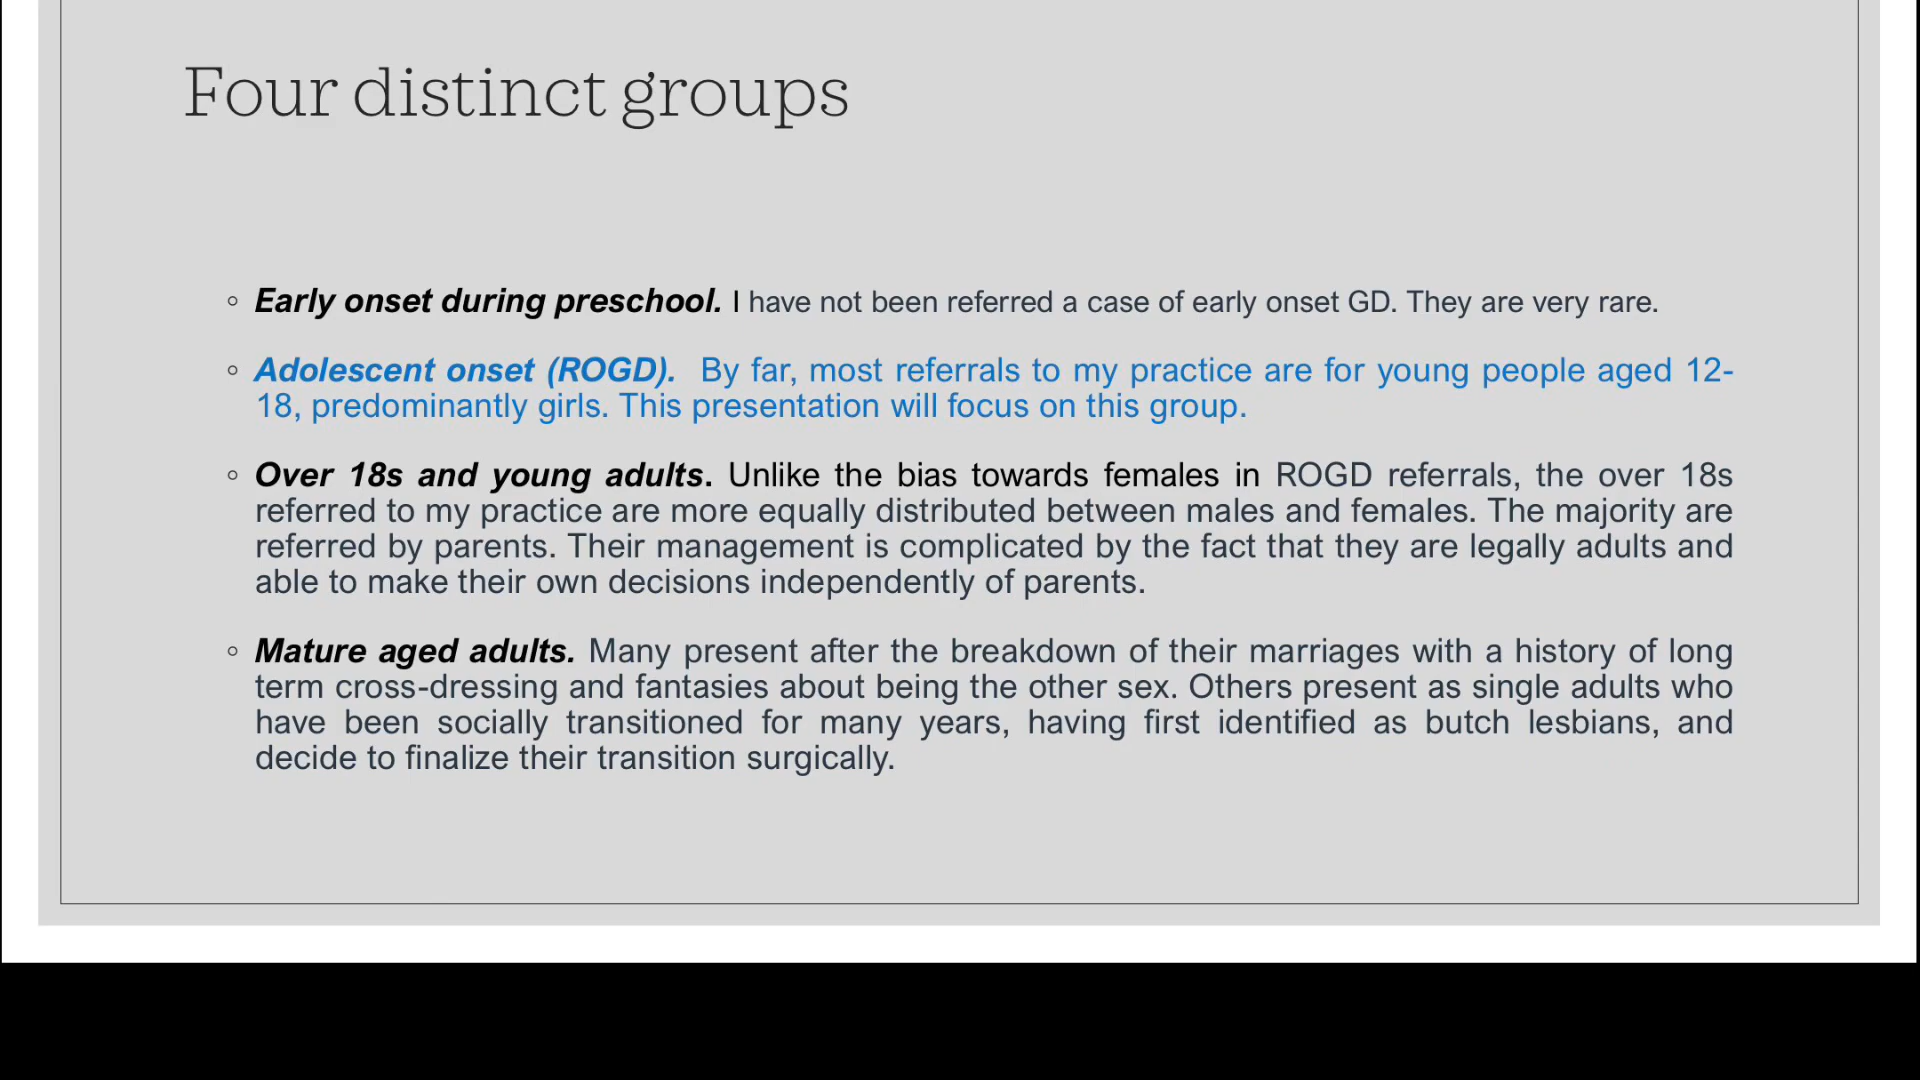 Four distinct groups
◦ Early onset during preschool. I have not been referred a case of early onset GD. They are very rare.
◦ Adolescent onset (ROGD). By far, most referrals to my practice are for young people aged 12-
18, predominantly girls. This presentation will focus on this group.
◦ Over 18s and young adults. Unlike the bias towards females in ROGD referrals, the over 18s
referred to my practice are more equally distributed between males and females. The majority are
referred by parents. Their management is complicated by the fact that they are legally adults and
able to make their own decisions independently of parents.
◦ Mature aged adults. Many present after the breakdown of their marriages with a history of long
term cross-dressing and fantasies about being the other sex. Others present as single adults who
have been socially transitioned for many years, having first identified as butch lesbians, and
decide to finalize their transition surgically.